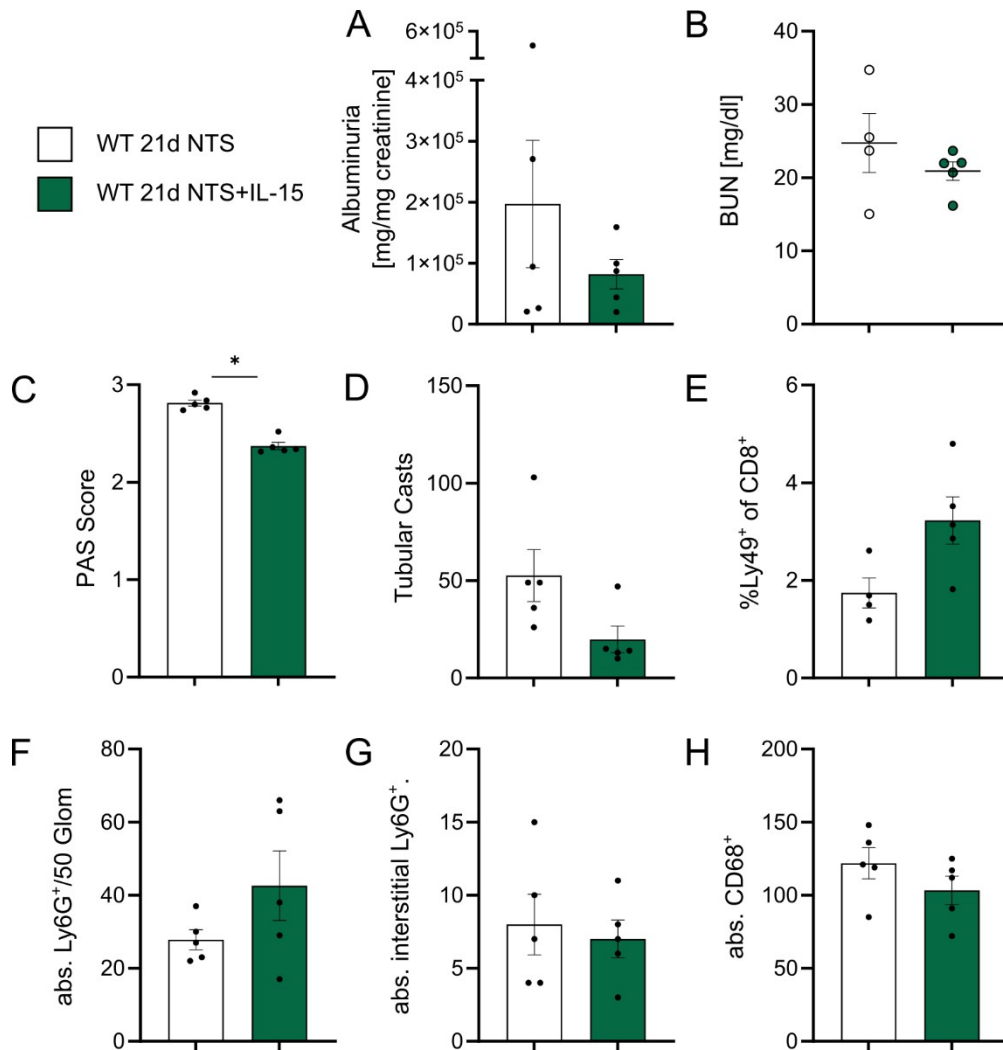 A
6×10⁵
4×10⁵
3×10⁵
2×10⁵
1×10⁵
0
Albuminuria
[mg/mg creatinine]
B
40
30
20
10
0
BUN [mg/dl]
WT 21d NTS
WT 21d NTS+IL-15
C
3
2
1
0
PAS Score
*
D
150
100
50
0
Tubular Casts
E
6
4
2
0
%Ly49⁺ of CD8⁺
F
80
60
40
20
0
abs. Ly6G⁺/50 Glom
G
20
15
10
5
0
abs. interstitial Ly6G⁺.
H
200
150
100
50
0
abs. CD68⁺